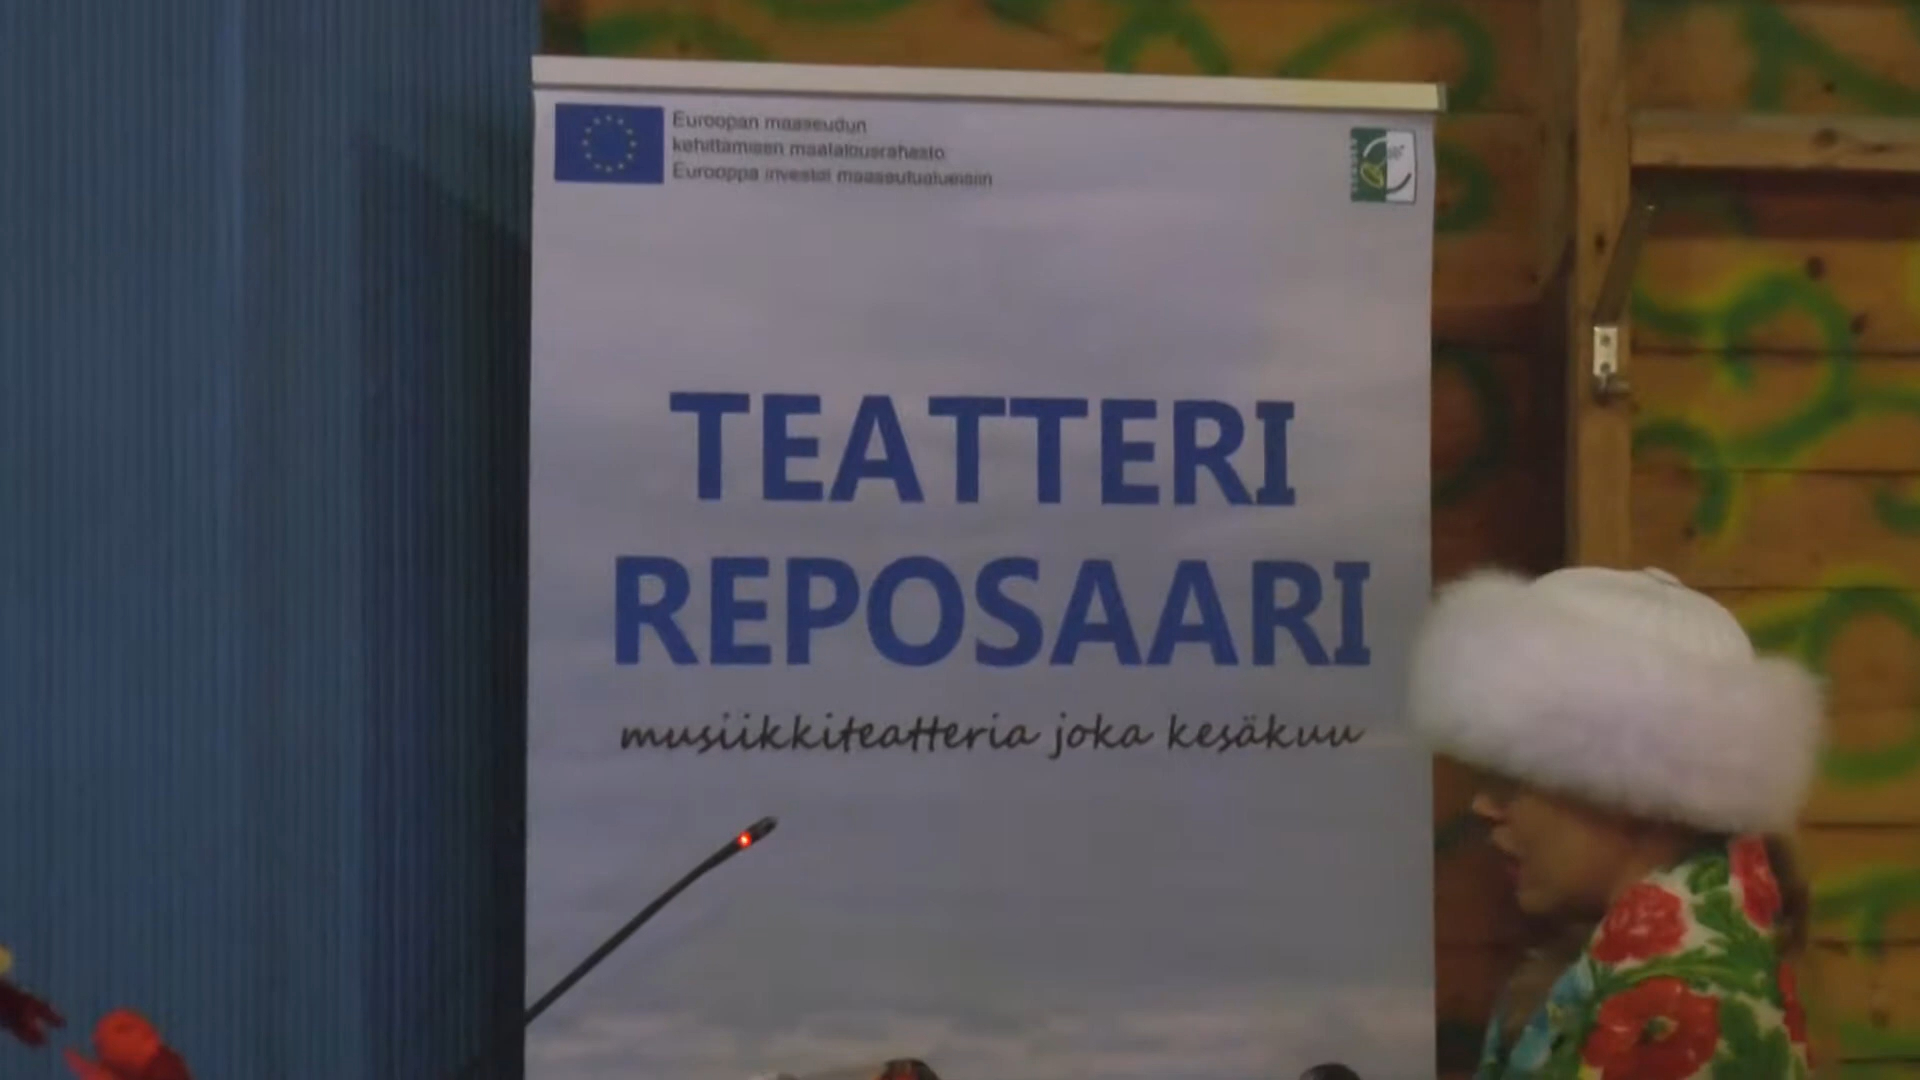 Euroopan maaseudun
kehittämisen maatalousrahasto
Eurooppa investoi maaseutualueisiin
TEATTERI
REPOSAARI
musiikkiteatteria joka kesäkuu